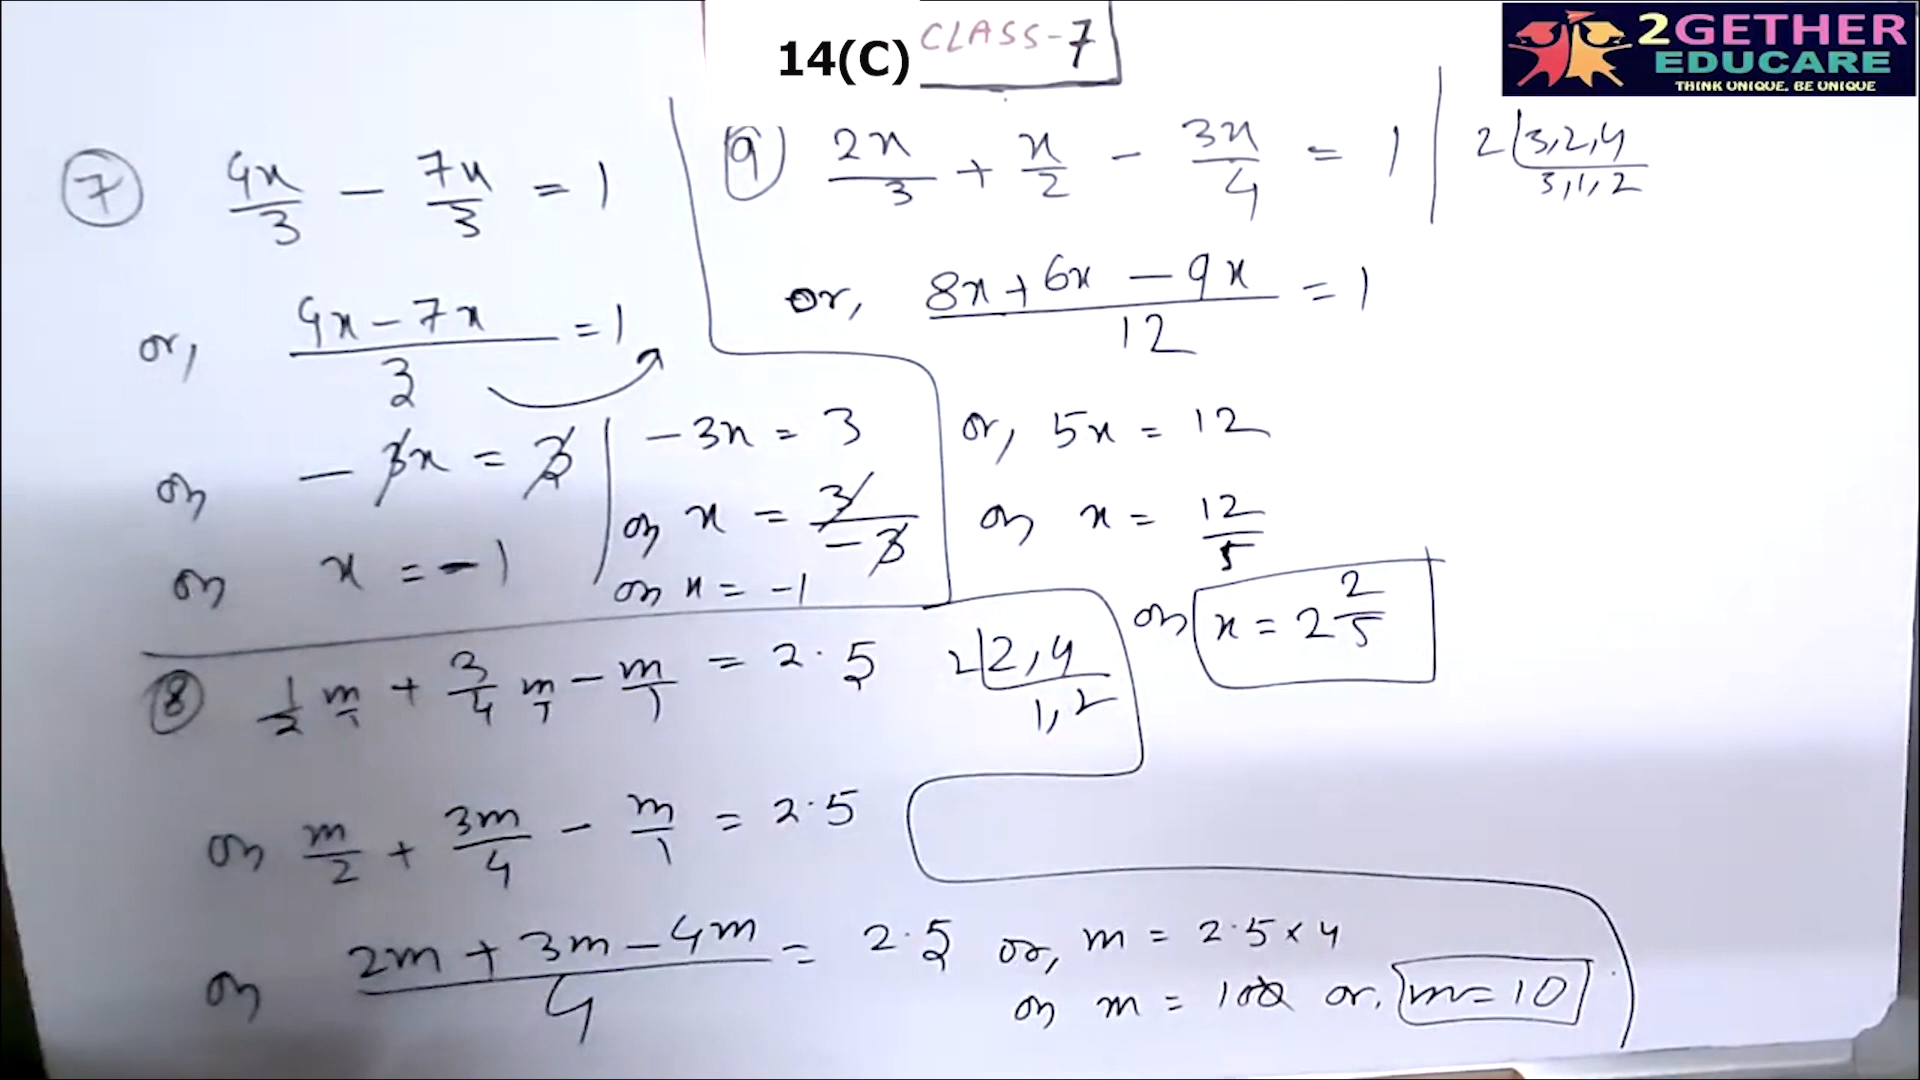 14(C) CLASS-7
2GETHER
EDUCARE
THINK UNIQUE. BE UNIQUE
7 4x/3 - 7x/3 = 1
or, (4x - 7x)/3 = 1
or - 3x = 3
or x = -1
-3x = 3
or x = 3/-3
or x = -1
8 1/2 m/1 + 3/4 m/1 - m/1 = 2.5
2 | 2, 4
1, 2
or m/2 + 3m/4 - m/1 = 2.5
or (2m + 3m - 4m)/4 = 2.5
or, m = 2.5 x 4
or m = 100 or, m = 10
9 2x/3 + x/2 - 3x/4 = 1
2 | 3, 2, 4
3, 1, 2
or, (8x + 6x - 9x)/12 = 1
or, 5x = 12
or x = 12/5
or x = 2 2/5